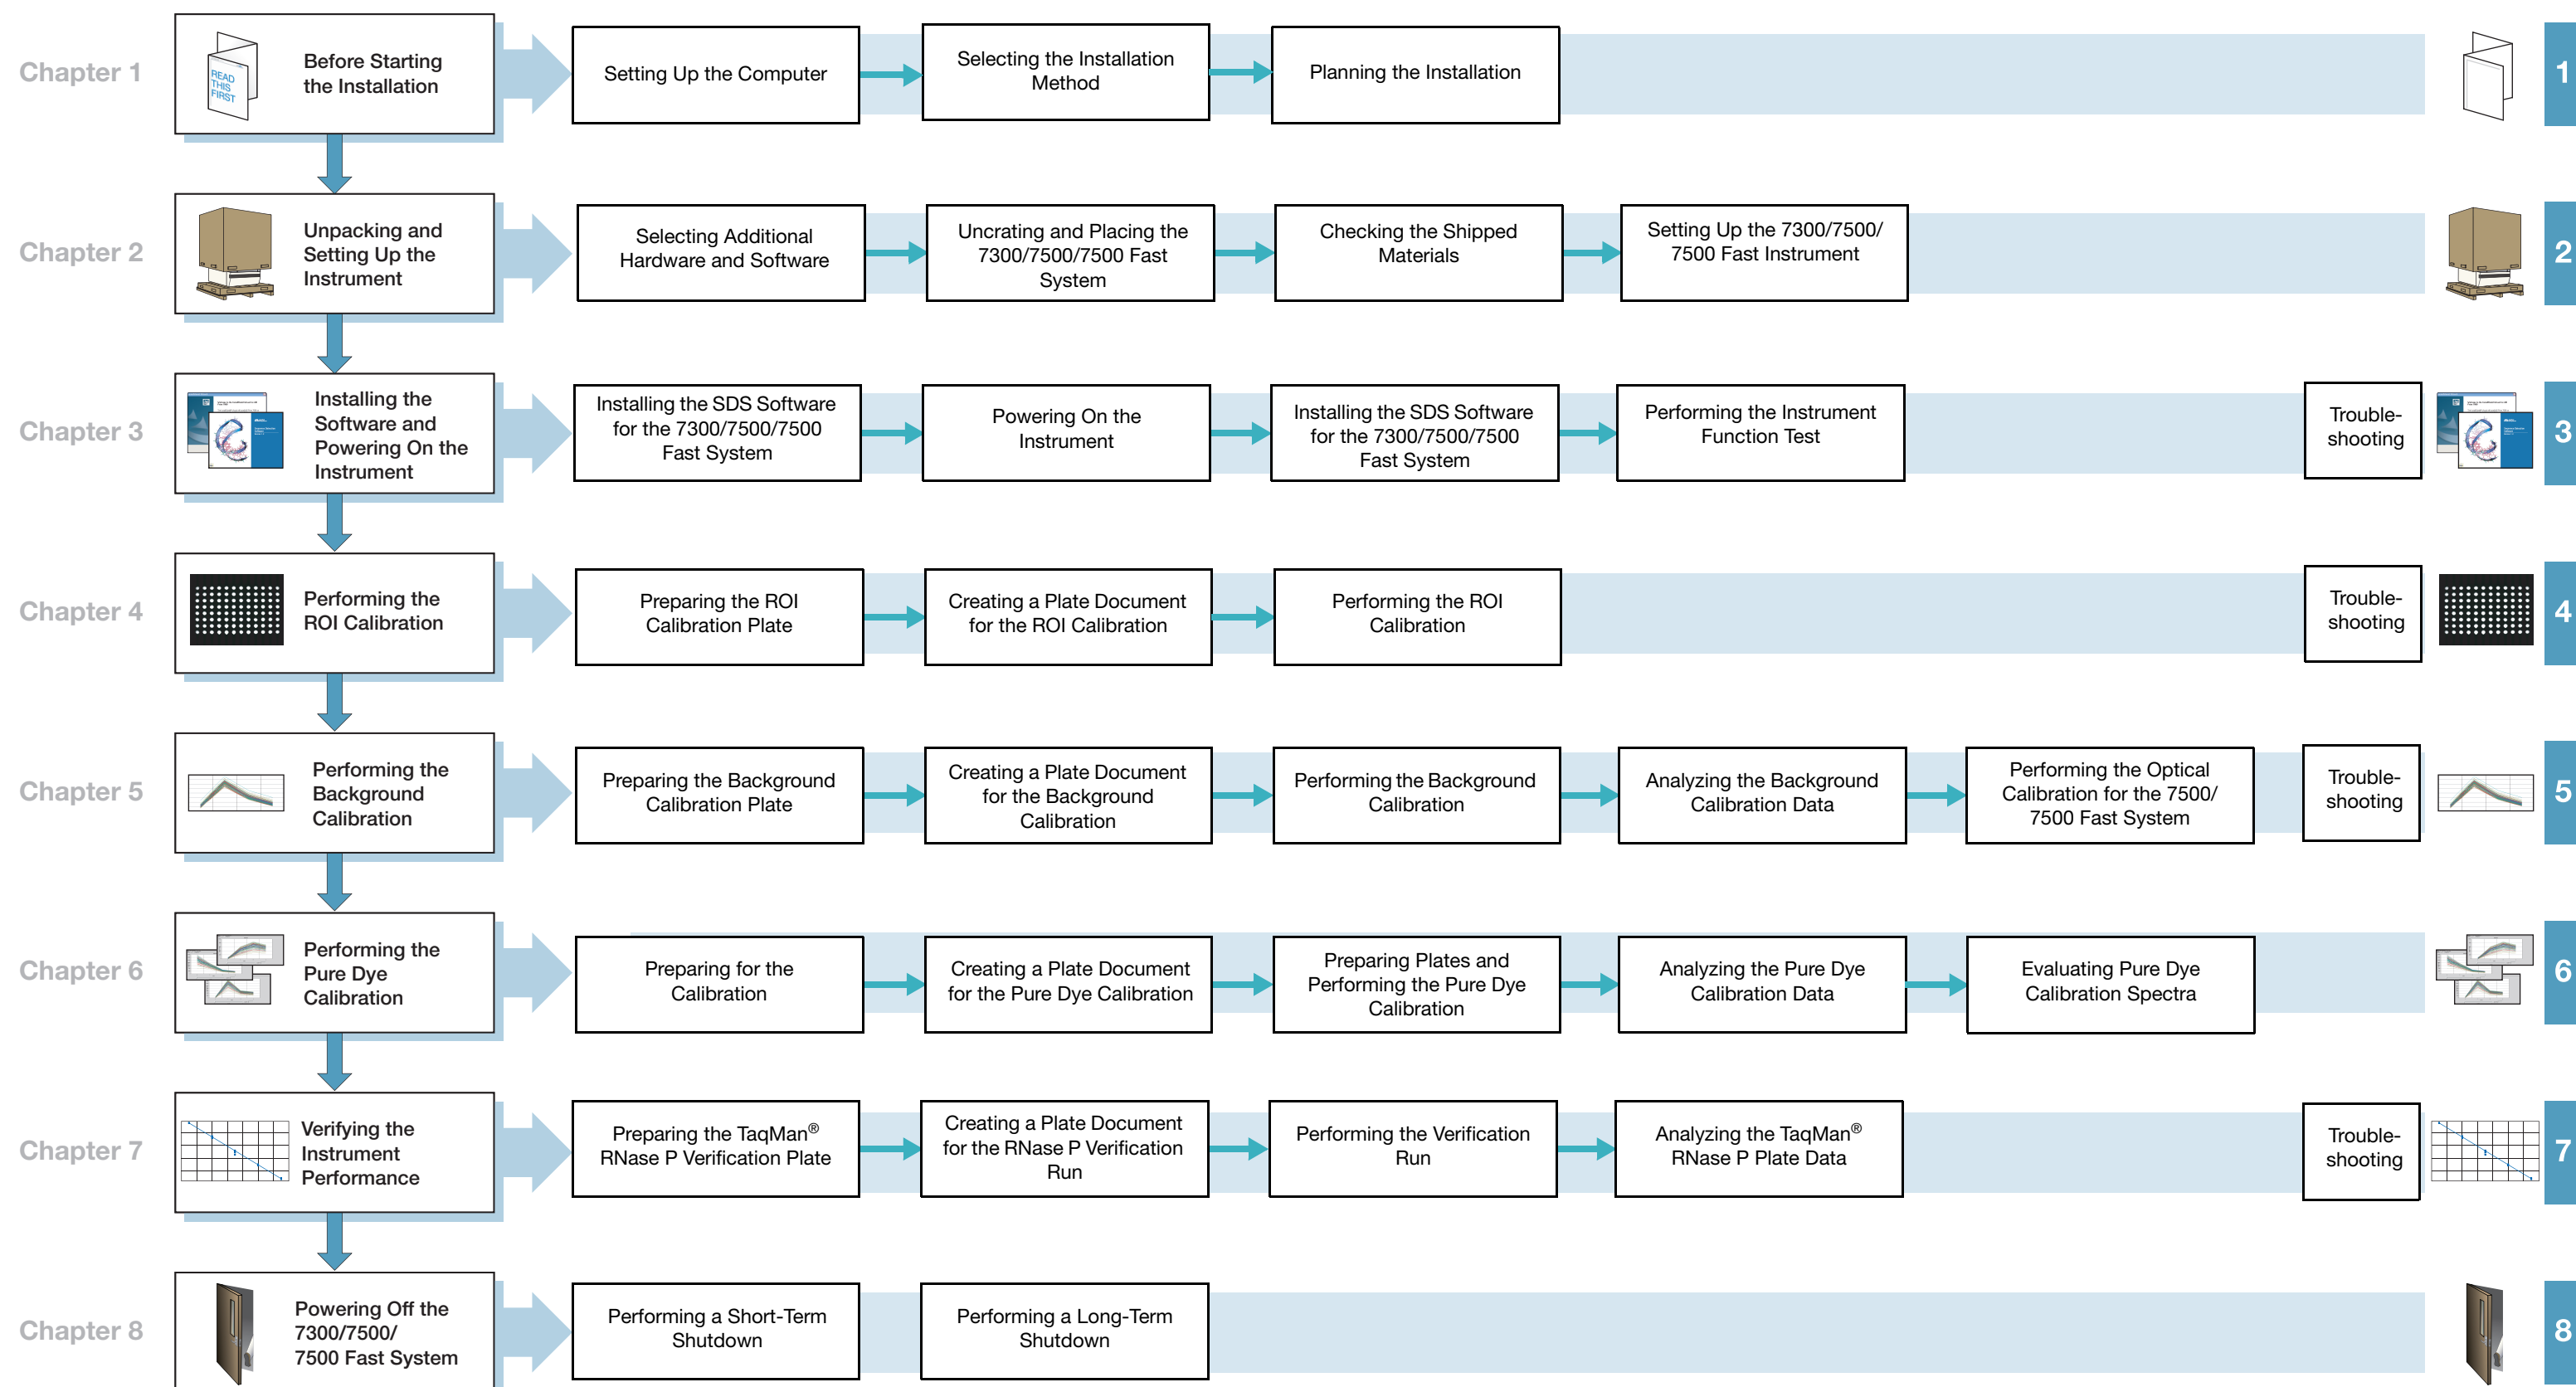 Chapter 1
READ
THIS
FIRST
Before Starting
the Installation
Setting Up the Computer
Selecting the Installation
Method
Planning the Installation
1
Chapter 2
Unpacking and
Setting Up the
Instrument
Selecting Additional
Hardware and Software
Uncrating and Placing the
7300/7500/7500 Fast
System
Checking the Shipped
Materials
Setting Up the 7300/7500/
7500 Fast Instrument
2
Chapter 3
Installing the
Software and
Powering On the
Instrument
Installing the SDS Software
for the 7300/7500/7500
Fast System
Powering On the
Instrument
Installing the SDS Software
for the 7300/7500/7500
Fast System
Performing the Instrument
Function Test
Trouble-
shooting
3
Chapter 4
Performing the
ROI Calibration
Preparing the ROI
Calibration Plate
Creating a Plate Document
for the ROI Calibration
Performing the ROI
Calibration
Trouble-
shooting
4
Chapter 5
Performing the
Background
Calibration
Preparing the Background
Calibration Plate
Creating a Plate Document
for the Background
Calibration
Performing the Background
Calibration
Analyzing the Background
Calibration Data
Performing the Optical
Calibration for the 7500/
7500 Fast System
Trouble-
shooting
5
Chapter 6
Performing the
Pure Dye
Calibration
Preparing for the
Calibration
Creating a Plate Document
for the Pure Dye Calibration
Preparing Plates and
Performing the Pure Dye
Calibration
Analyzing the Pure Dye
Calibration Data
Evaluating Pure Dye
Calibration Spectra
6
Chapter 7
Verifying the
Instrument
Performance
Preparing the TaqMan®
RNase P Verification Plate
Creating a Plate Document
for the RNase P Verification
Run
Performing the Verification
Run
Analyzing the TaqMan®
RNase P Plate Data
Trouble-
shooting
7
Chapter 8
Powering Off the
7300/7500/
7500 Fast System
Performing a Short-Term
Shutdown
Performing a Long-Term
Shutdown
8